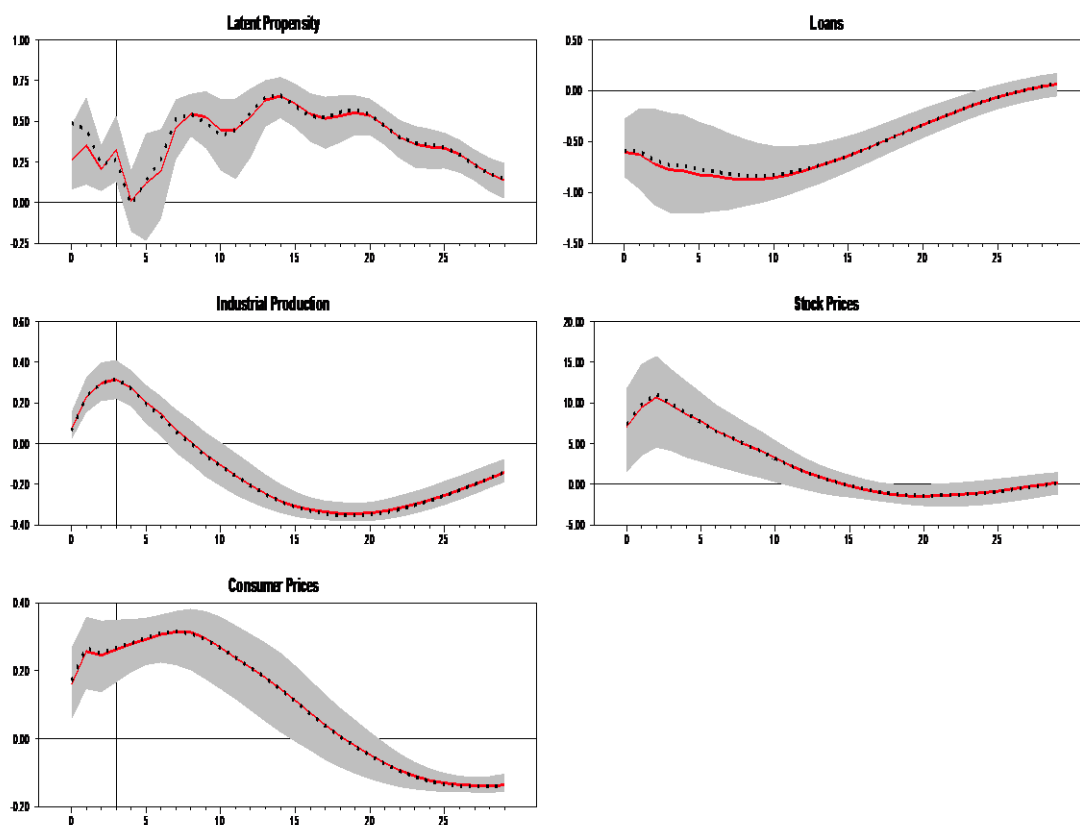 Latent Propensity
1.00
0.75
0.50
0.25
0.00
-0.25
0 5 10 15 20 25
Loans
0.50
0.00
-0.50
-1.00
-1.50
0 5 10 15 20 25
Industrial Production
0.60
0.40
0.20
0.00
-0.20
-0.40
0 5 10 15 20 25
Stock Prices
20.00
15.00
10.00
5.00
0.00
-5.00
0 5 10 15 20 25
Consumer Prices
0.40
0.20
0.00
-0.20
0 5 10 15 20 25